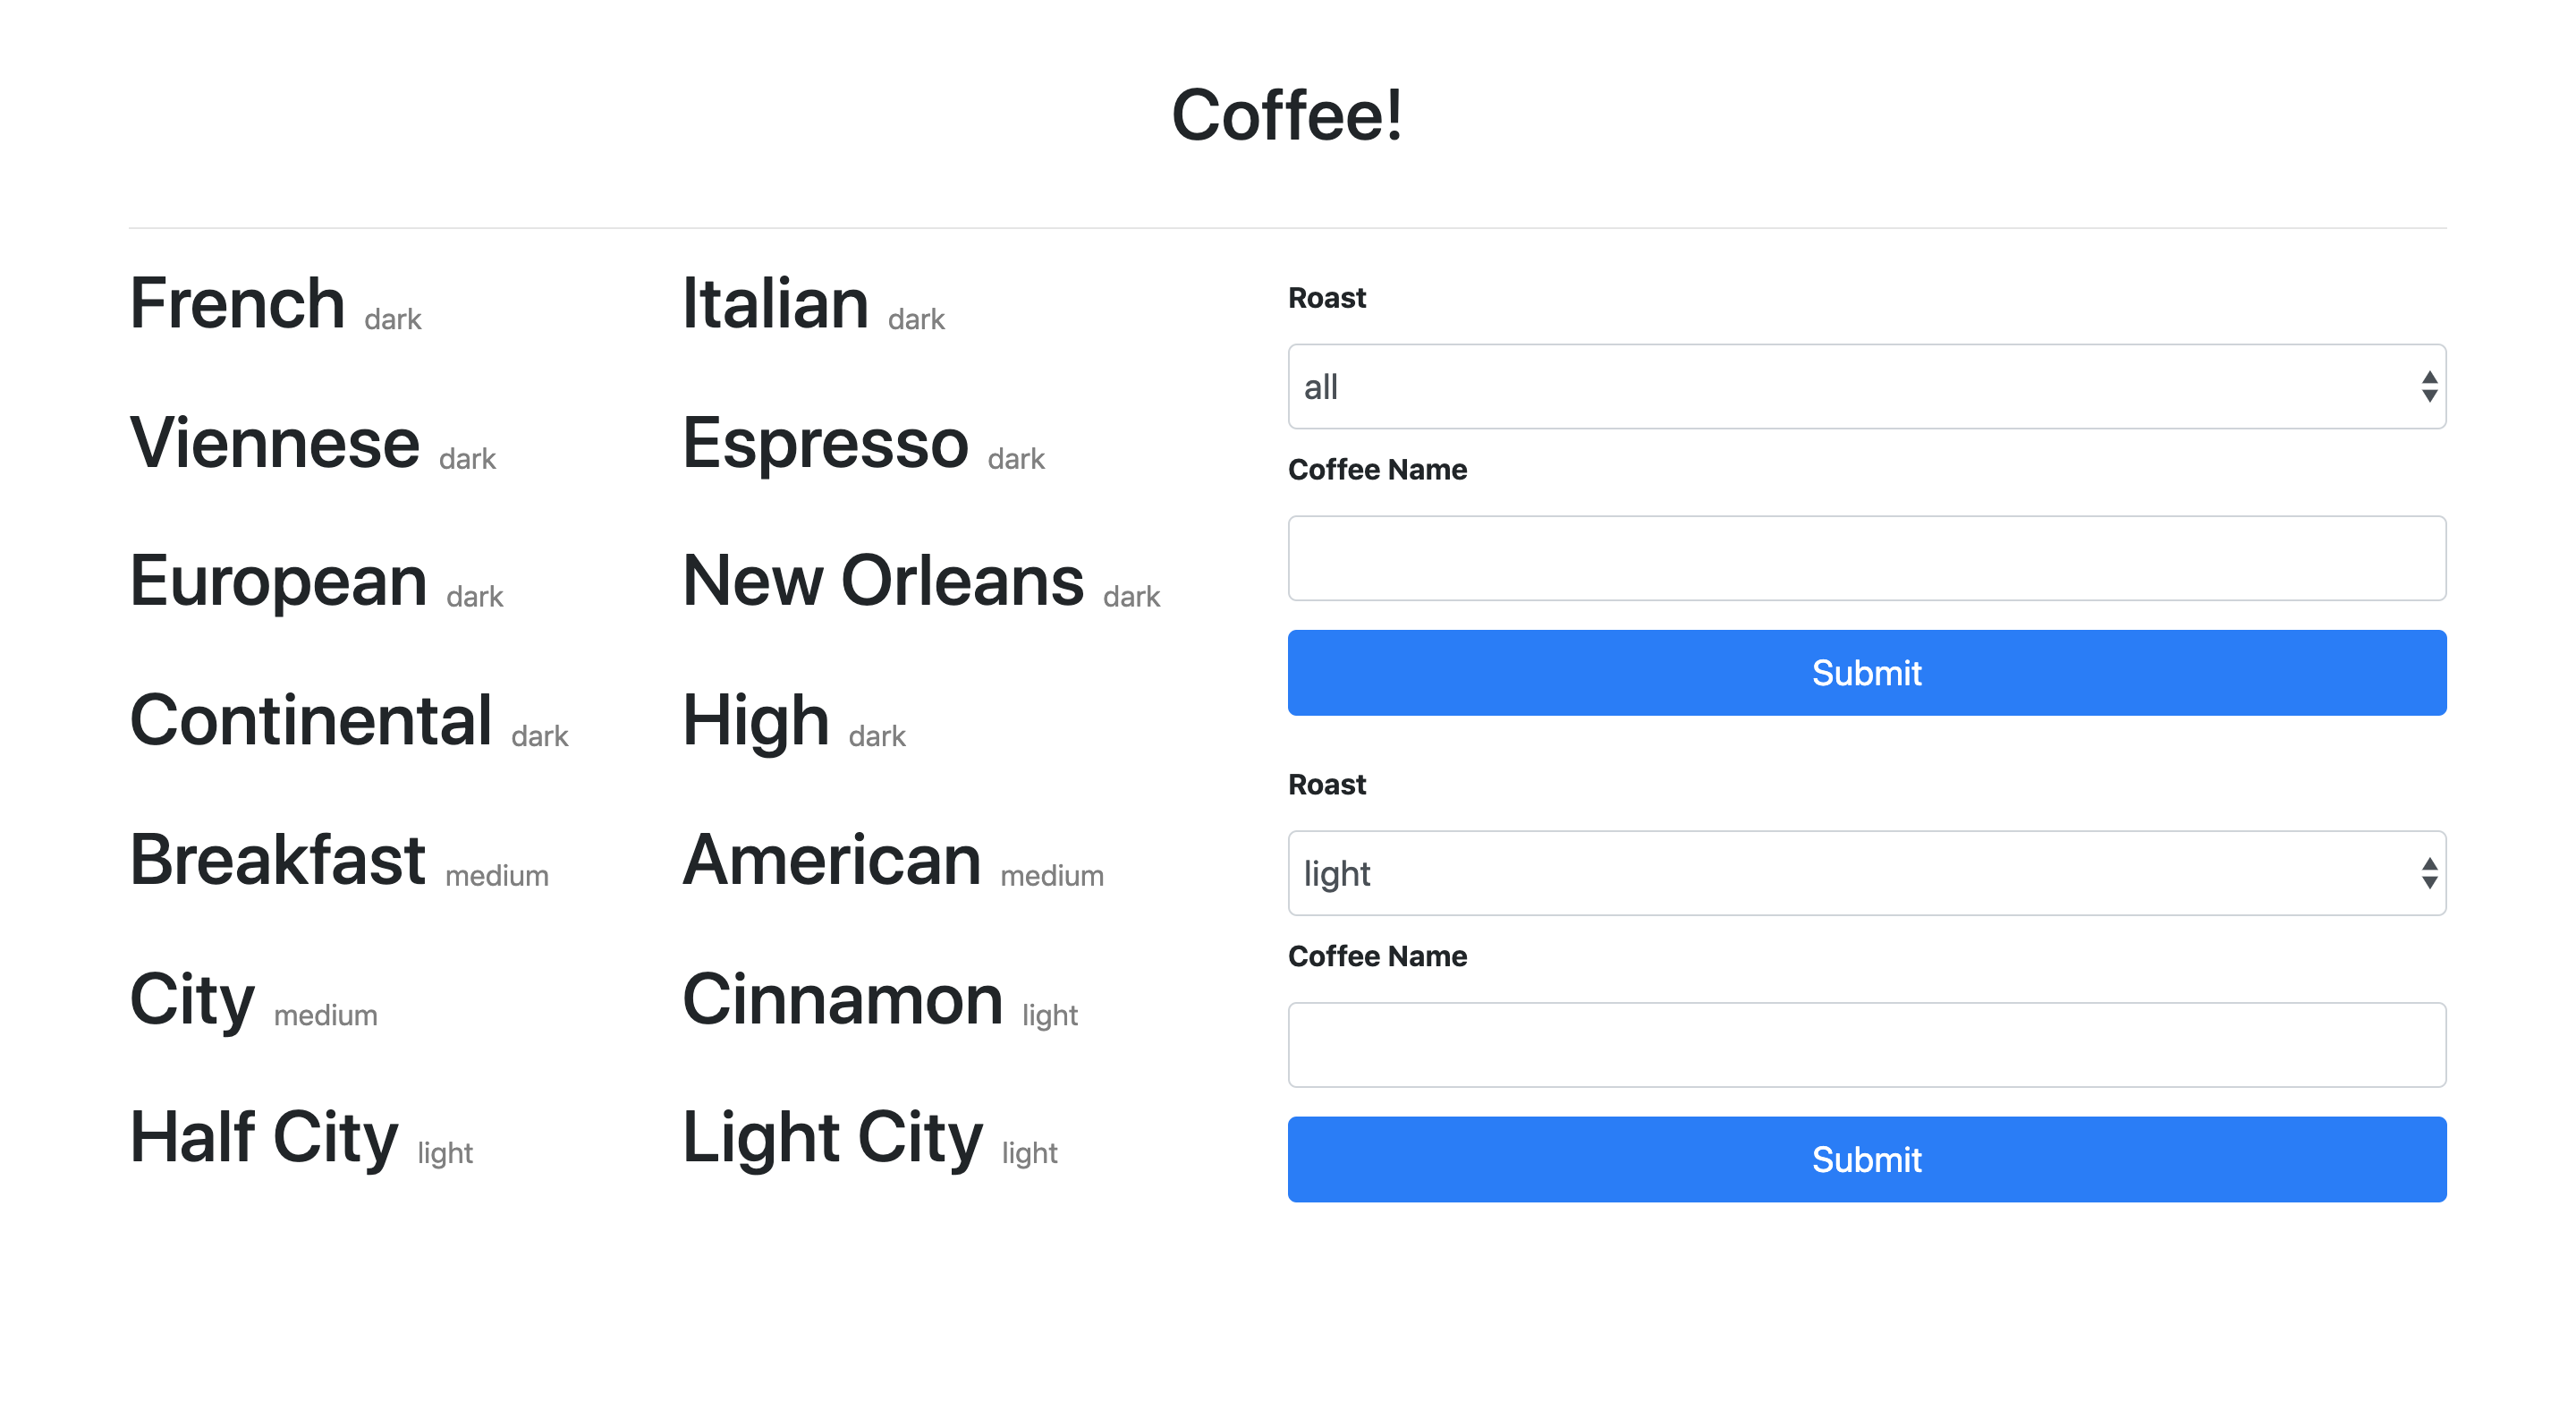 Coffee!
French dark
Italian dark
Viennese dark
Espresso dark
European dark
New Orleans dark
Continental dark
High dark
Breakfast medium
American medium
City medium
Cinnamon light
Half City light
Light City light
Roast
all
Coffee Name
Submit
Roast
light
Coffee Name
Submit